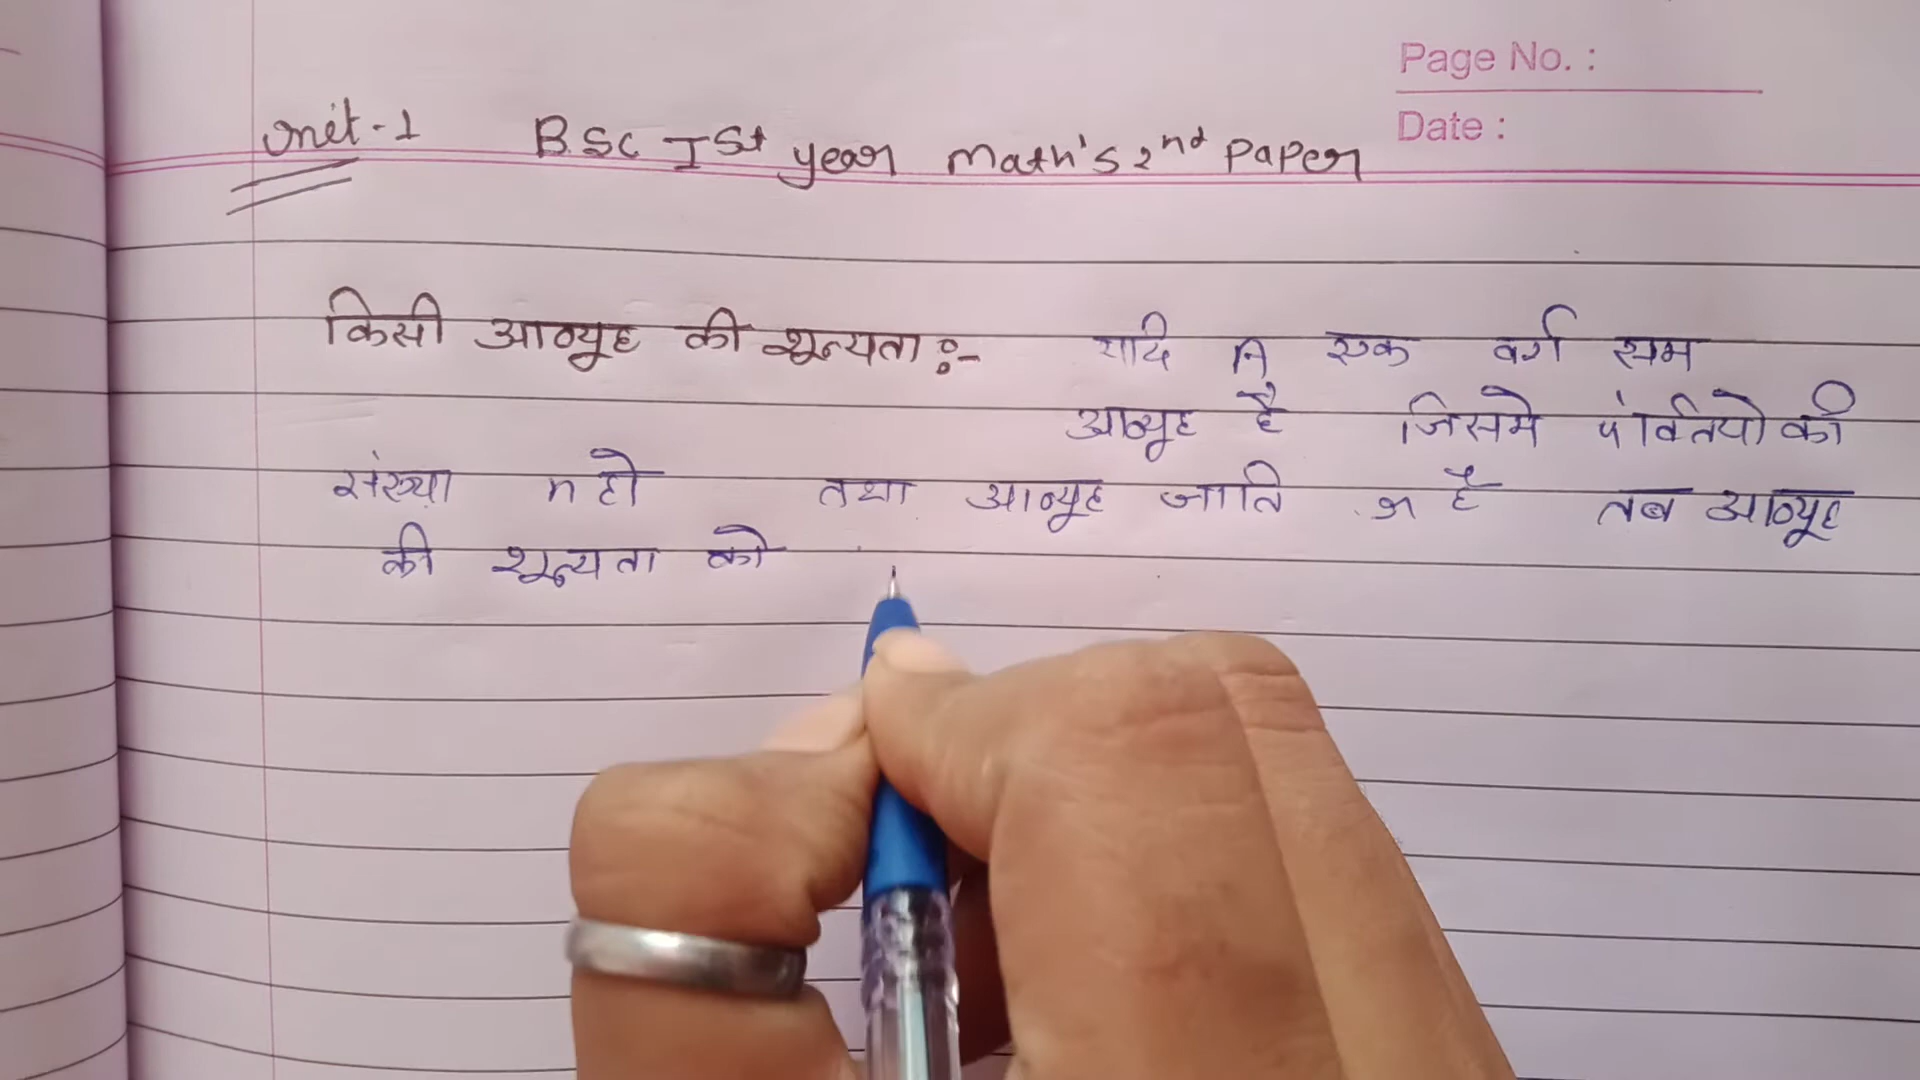 Page No. :
Date :
Unit-1 B.Sc Ist year Math's 2nd Paper
किसी आव्यूह की शून्यता :- यदि A एक वर्ग सम
आव्यूह है जिसमे पंक्तियो की
संख्या n हो तथा आव्यूह जाति r है तब आव्यूह
की शून्यता को